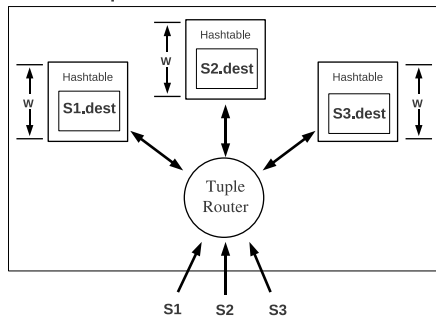 Hashtable
S2.dest
W
Hashtable
S1.dest
W
Hashtable
S3.dest
W
Tuple
Router
S1
S2
S3